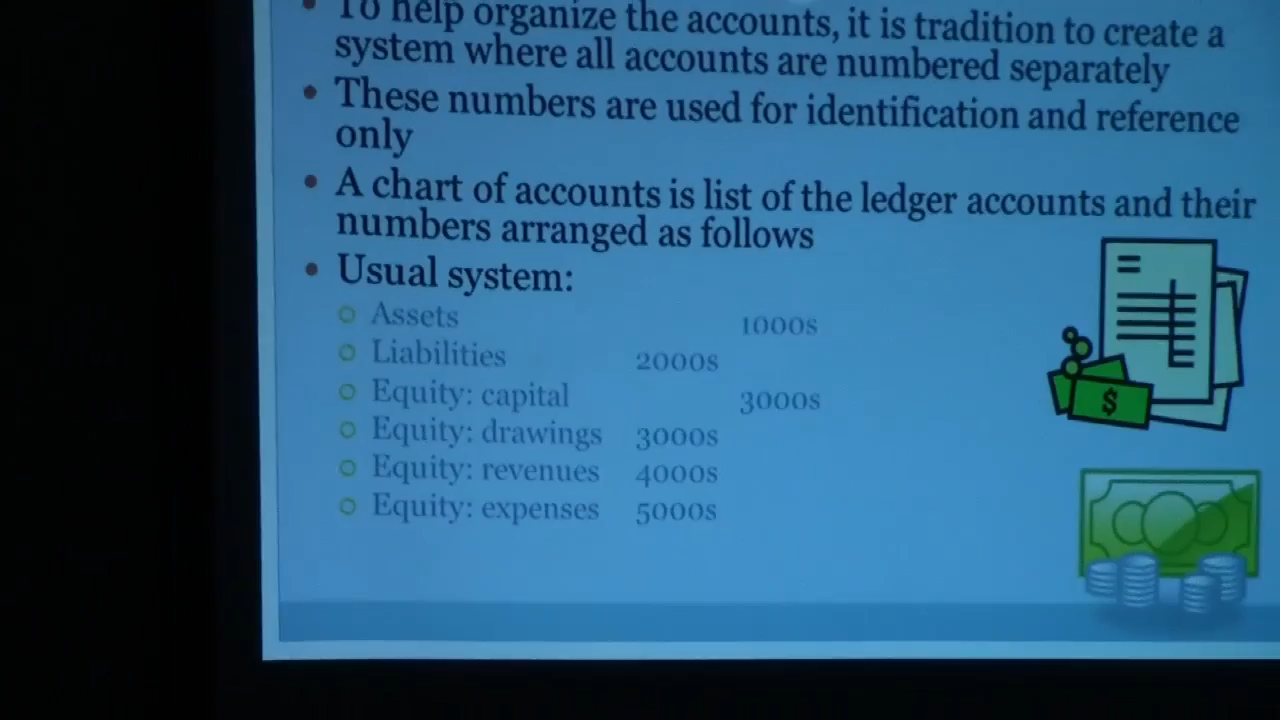 To help organize the accounts, it is tradition to create a
system where all accounts are numbered separately
These numbers are used for identification and reference
only
A chart of accounts is list of the ledger accounts and their
numbers arranged as follows
Usual system:
Assets 1000s
Liabilities 2000s
Equity: capital 3000s
Equity: drawings 3000s
Equity: revenues 4000s
Equity: expenses 5000s
$